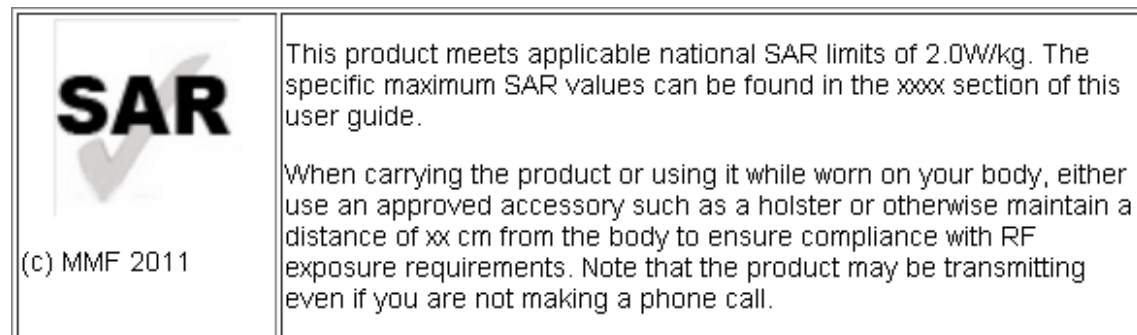 SAR
(c) MMF 2011
This product meets applicable national SAR limits of 2.0W/kg. The
specific maximum SAR values can be found in the xxxx section of this
user guide.
When carrying the product or using it while worn on your body, either
use an approved accessory such as a holster or otherwise maintain a
distance of xx cm from the body to ensure compliance with RF
exposure requirements. Note that the product may be transmitting
even if you are not making a phone call.